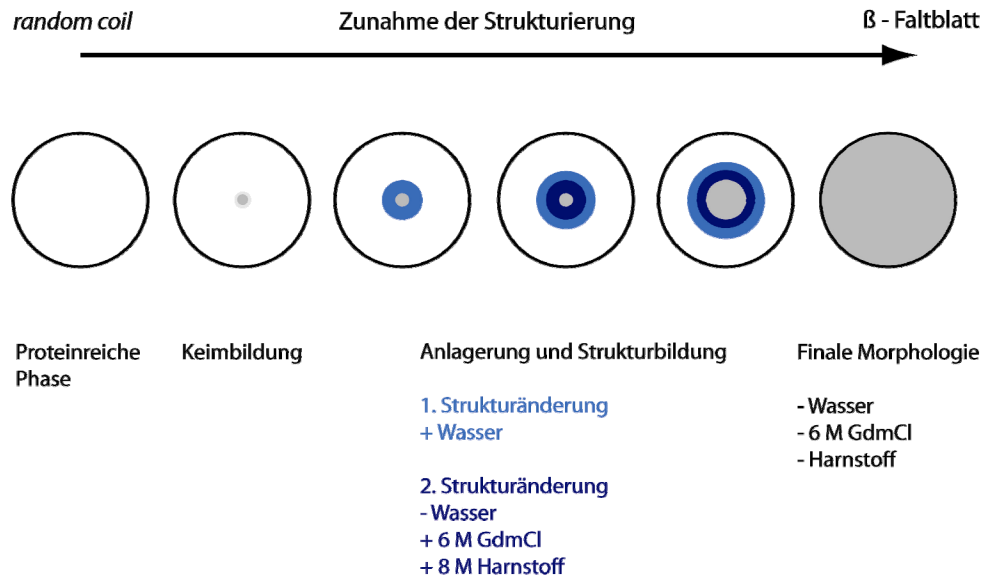 random coil
Zunahme der Strukturierung
ß - Faltblatt
Proteinreiche
Phase
Keimbildung
Anlagerung und Strukturbildung
1. Strukturänderung
+ Wasser
2. Strukturänderung
- Wasser
+ 6 M GdmCl
+ 8 M Harnstoff
Finale Morphologie
- Wasser
- 6 M GdmCl
- Harnstoff